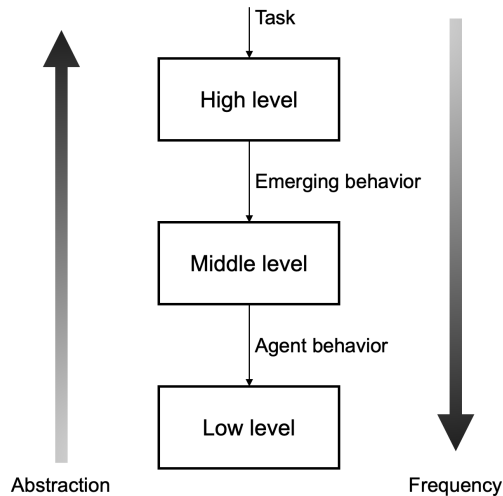 Task
High level
Emerging behavior
Middle level
Agent behavior
Low level
Abstraction
Frequency